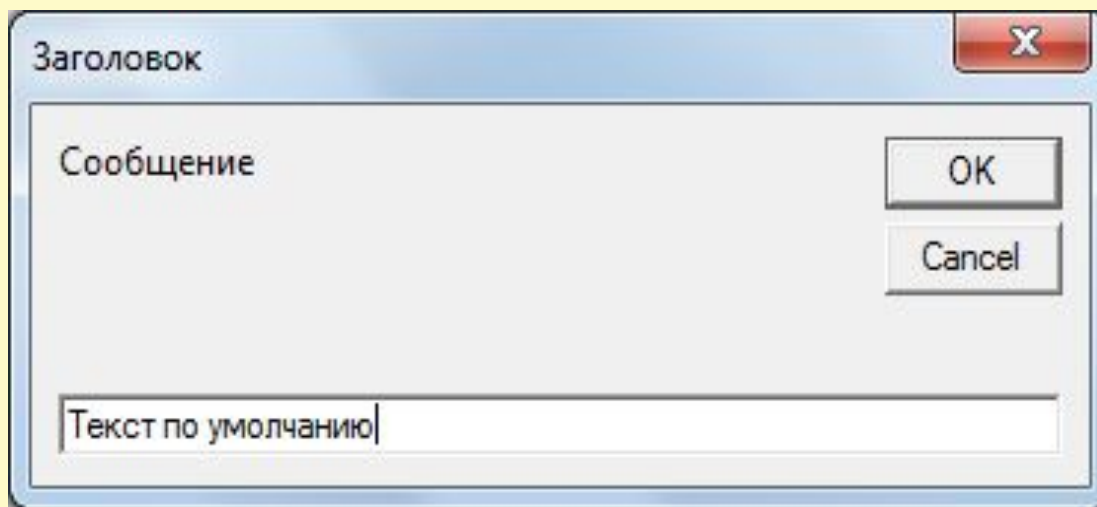 Заголовок
Сообщение
OK
Cancel
Текст по умолчанию